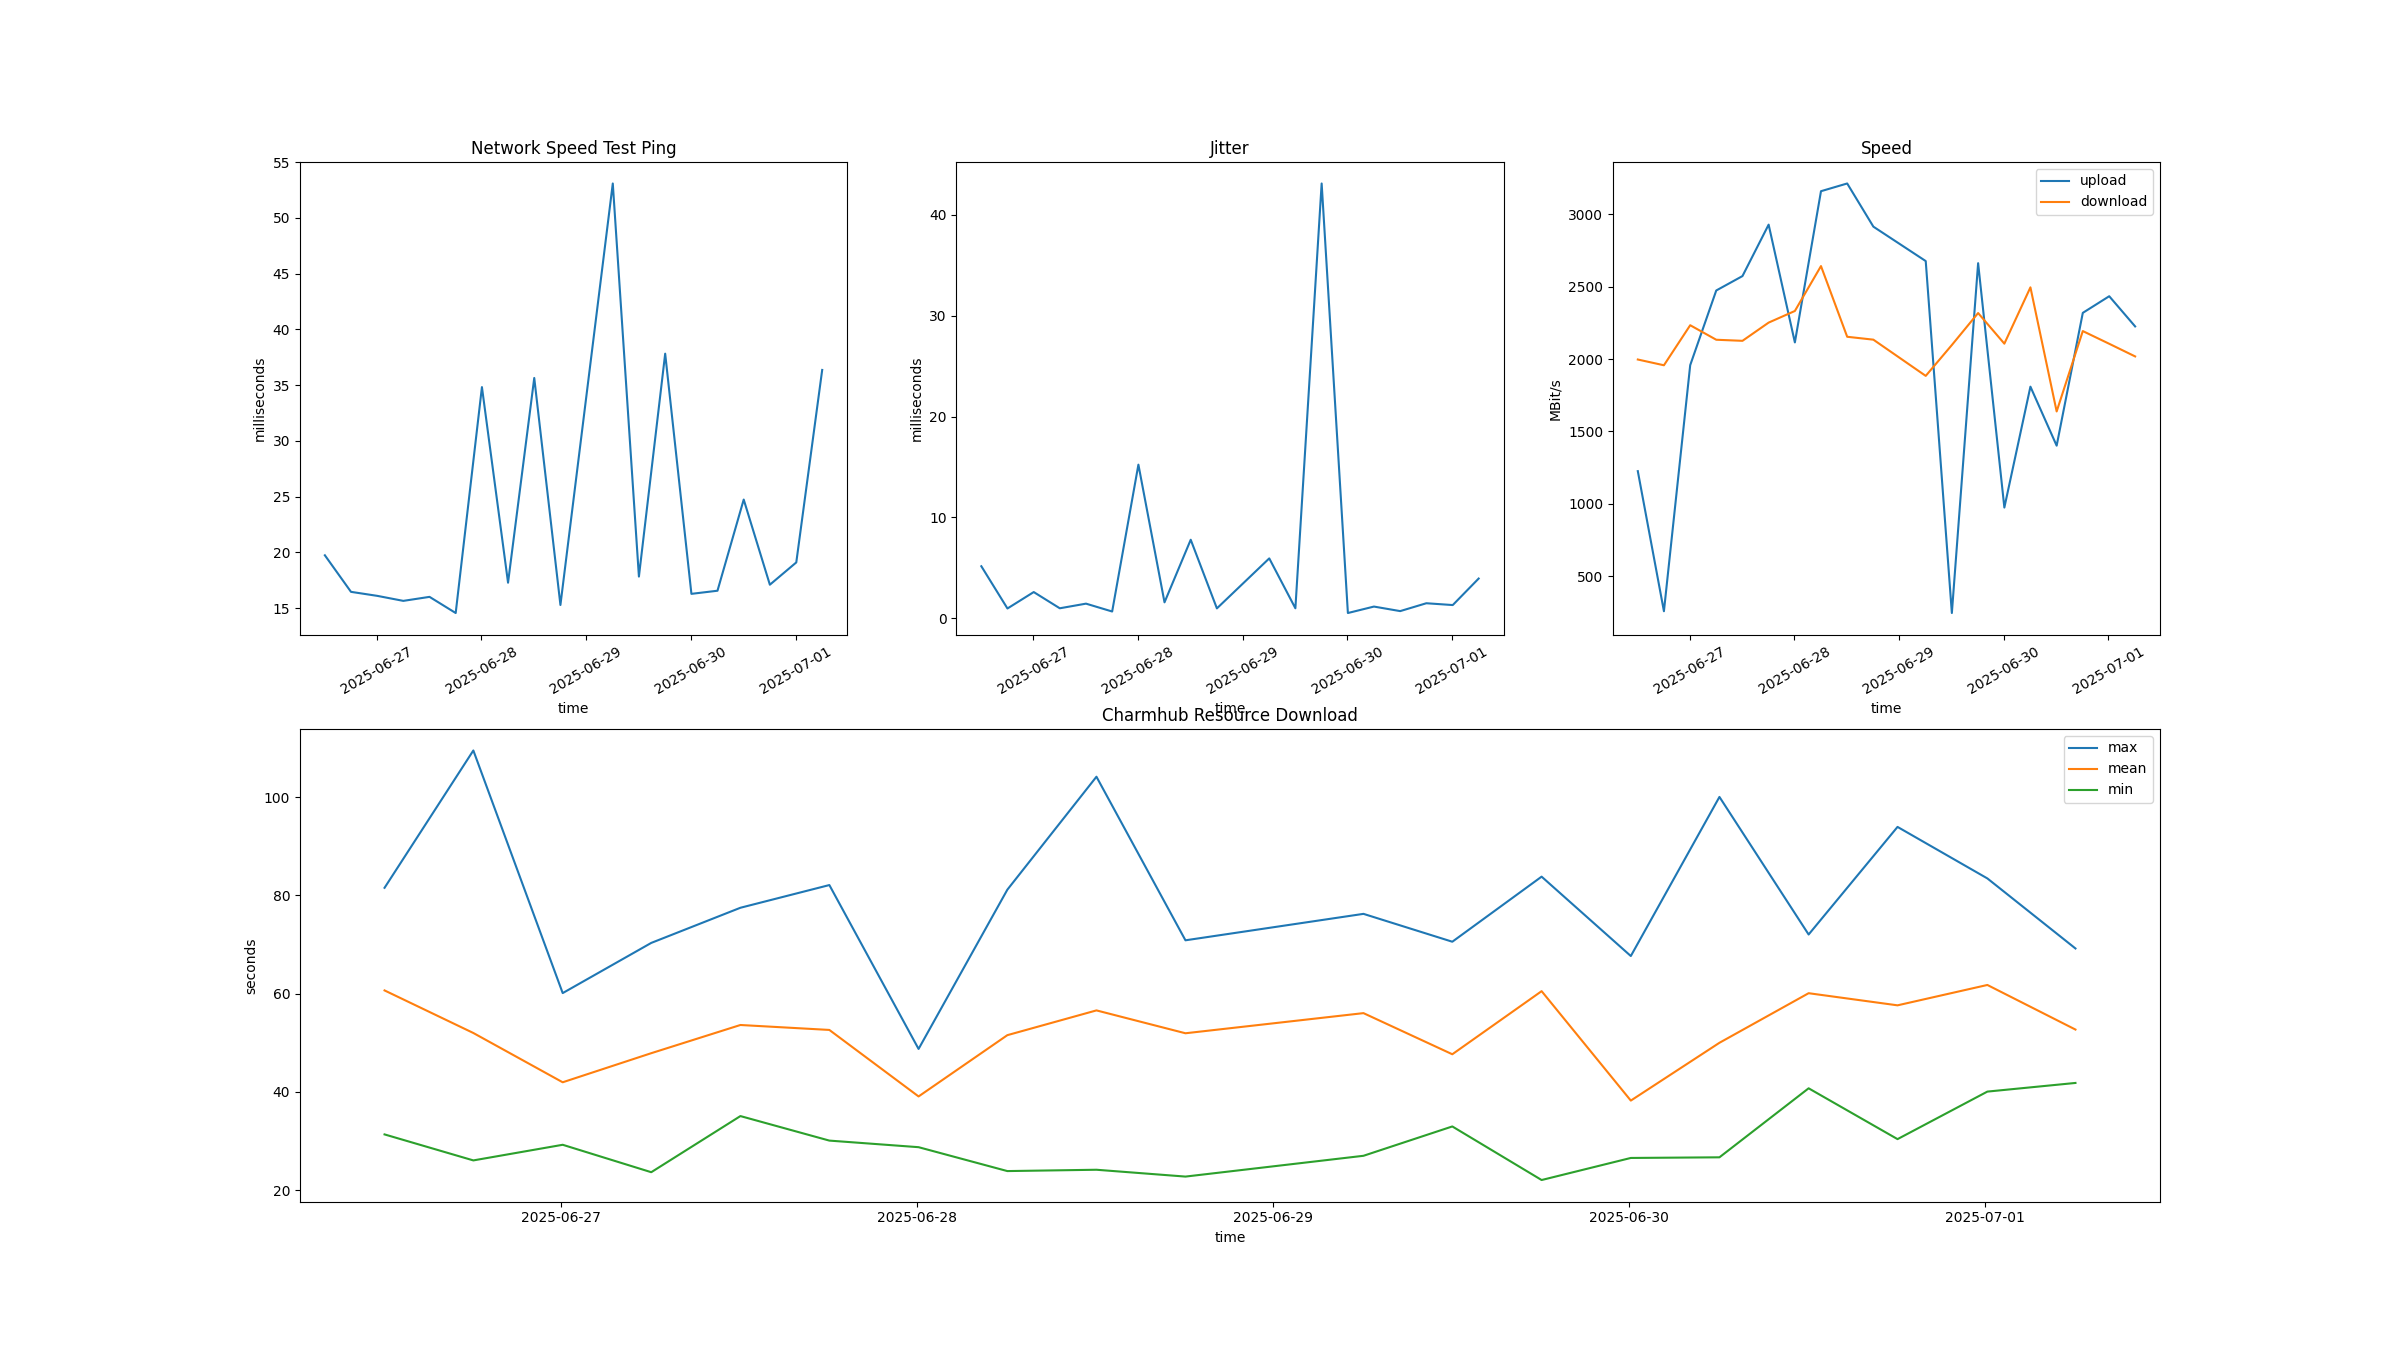 Network Speed Test Ping
55
50
45
40
35
30
25
20
15
milliseconds
2025-06-27
2025-06-28
2025-06-29
2025-06-30
2025-07-01
time
Jitter
40
30
20
10
0
milliseconds
2025-06-27
2025-06-28
2025-06-29
2025-06-30
2025-07-01
time
Speed
upload
download
3000
2500
2000
1500
1000
500
MBit/s
2025-06-27
2025-06-28
2025-06-29
2025-06-30
2025-07-01
time
Charmhub Resource Download
max
mean
min
100
80
60
40
20
seconds
2025-06-27
2025-06-28
2025-06-29
2025-06-30
2025-07-01
time